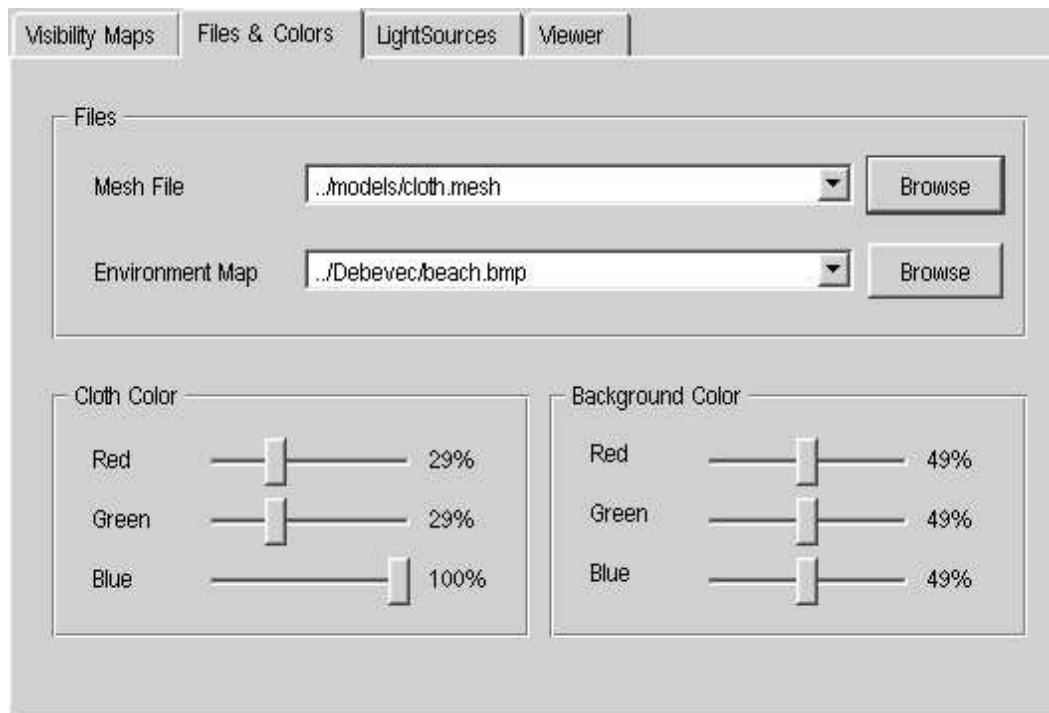 Visibility Maps Files & Colors LightSources Viewer
Files
Mesh File ../models/cloth.mesh Browse
Environment Map ../Debevec/beach.bmp Browse
Cloth Color
Red 29%
Green 29%
Blue 100%
Background Color
Red 49%
Green 49%
Blue 49%